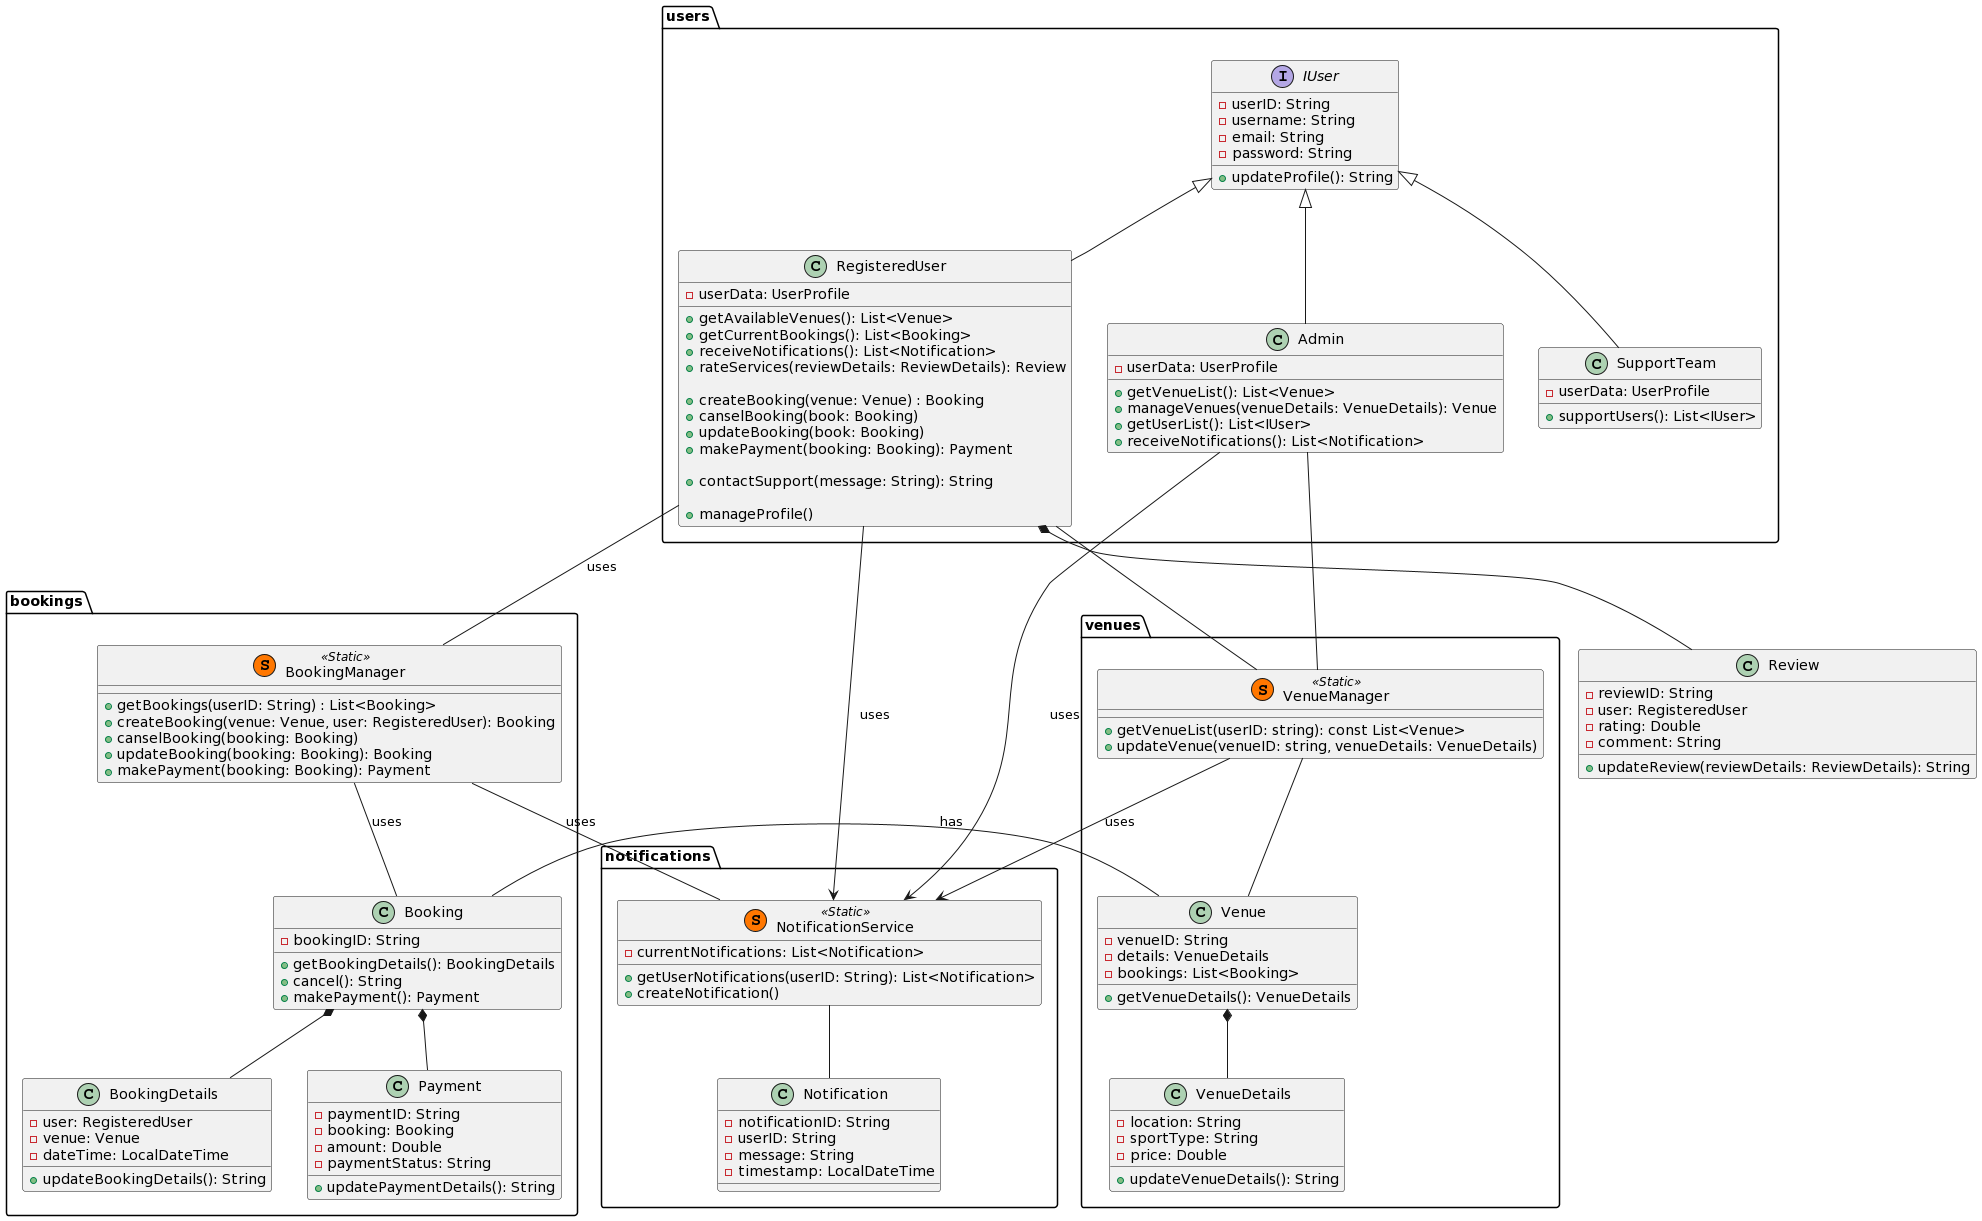 users
I IUser
userID: String
username: String
email: String
password: String
updateProfile(): String
C RegisteredUser
userData: UserProfile
getAvailableVenues(): List<Venue>
getCurrentBookings(): List<Booking>
receiveNotifications(): List<Notification>
rateServices(reviewDetails: ReviewDetails): Review
createBooking(venue: Venue) : Booking
canselBooking(book: Booking)
updateBooking(book: Booking)
makePayment(booking: Booking): Payment
contactSupport(message: String): String
manageProfile()
C Admin
userData: UserProfile
getVenueList(): List<Venue>
manageVenues(venueDetails: VenueDetails): Venue
getUserList(): List<IUser>
receiveNotifications(): List<Notification>
C SupportTeam
userData: UserProfile
supportUsers(): List<IUser>
uses
bookings
«Static»
S BookingManager
getBookings(userID: String) : List<Booking>
createBooking(venue: Venue, user: RegisteredUser): Booking
canselBooking(booking: Booking)
updateBooking(booking: Booking): Booking
makePayment(booking: Booking): Payment
uses
uses
venues
«Static»
S VenueManager
getVenueList(userID: string): const List<Venue>
updateVenue(venueID: string, venueDetails: VenueDetails)
C Review
reviewID: String
user: RegisteredUser
rating: Double
comment: String
updateReview(reviewDetails: ReviewDetails): String
uses
uses
has
uses
C Booking
bookingID: String
getBookingDetails(): BookingDetails
cancel(): String
makePayment(): Payment
notifications
«Static»
S NotificationService
currentNotifications: List<Notification>
getUserNotifications(userID: String): List<Notification>
createNotification()
C Venue
venueID: String
details: VenueDetails
bookings: List<Booking>
getVenueDetails(): VenueDetails
C BookingDetails
user: RegisteredUser
venue: Venue
dateTime: LocalDateTime
updateBookingDetails(): String
C Payment
paymentID: String
booking: Booking
amount: Double
paymentStatus: String
updatePaymentDetails(): String
C Notification
notificationID: String
userID: String
message: String
timestamp: LocalDateTime
C VenueDetails
location: String
sportType: String
price: Double
updateVenueDetails(): String